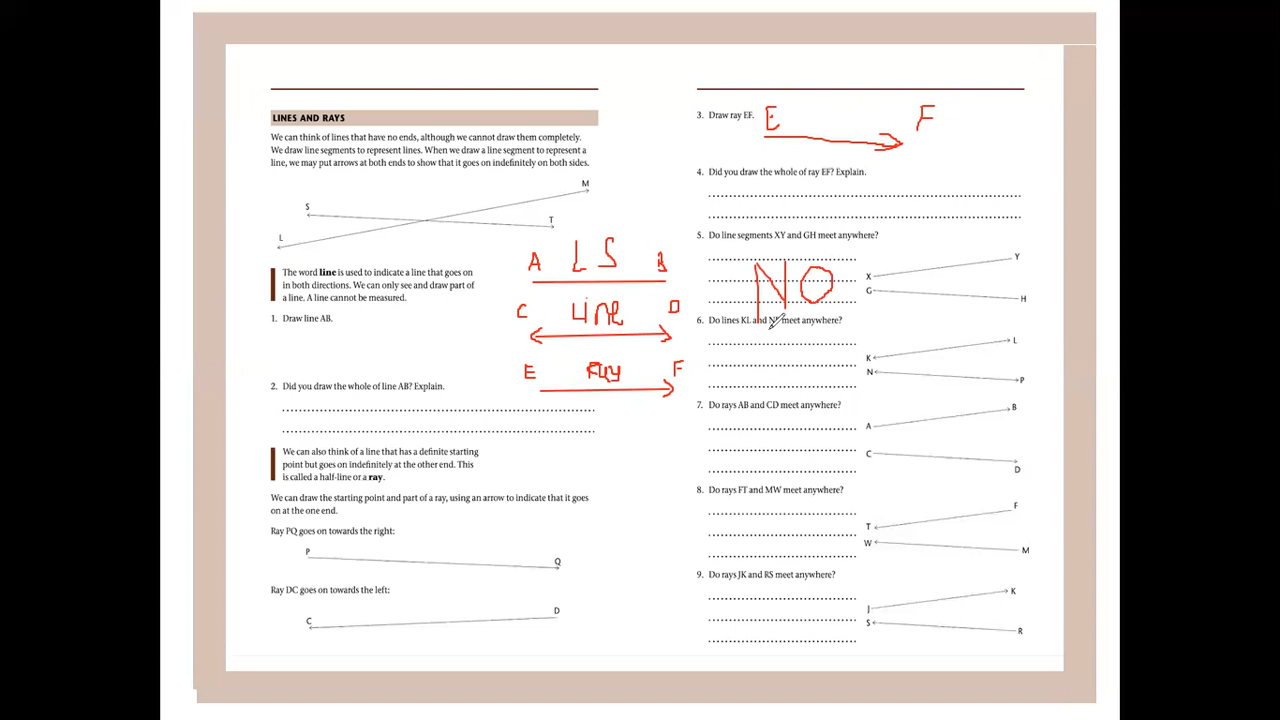 LINES AND RAYS
We can think of lines that have no ends, although we cannot draw them completely.
We draw line segments to represent lines. When we draw a line segment to represent a
line, we may put arrows at both ends to show that it goes on indefinitely on both sides.
M
S
T
L
The word line is used to indicate a line that goes on
in both directions. We can only see and draw part of
a line. A line cannot be measured.
1. Draw line AB.
2. Did you draw the whole of line AB? Explain.
We can also think of a line that has a definite starting
point but goes on indefinitely at the other end. This
is called a half-line or a ray.
We can draw the starting point and part of a ray, using an arrow to indicate that it goes
on at the one end.
Ray PQ goes on towards the right:
P
Q
Ray DC goes on towards the left:
D
C
A LS B
C Line D
E Ray F
3. Draw ray EF.
E F
4. Did you draw the whole of ray EF? Explain.
5. Do line segments XY and GH meet anywhere?
NO
Y
X
G
H
6. Do lines KL and NP meet anywhere?
L
K
N
P
7. Do rays AB and CD meet anywhere?
B
A
C
D
8. Do rays FT and MW meet anywhere?
F
T
W
M
9. Do rays JK and RS meet anywhere?
K
J
S
R